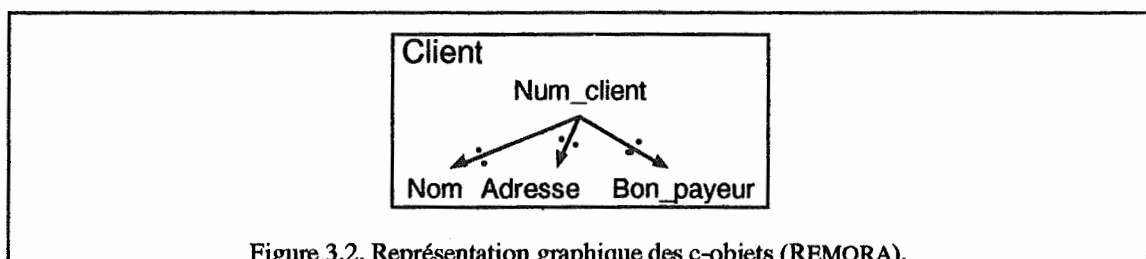 Client
Num_client
Nom Adresse Bon_payeur
Figure 3.2. Représentation graphique des c-objets (REMORA).